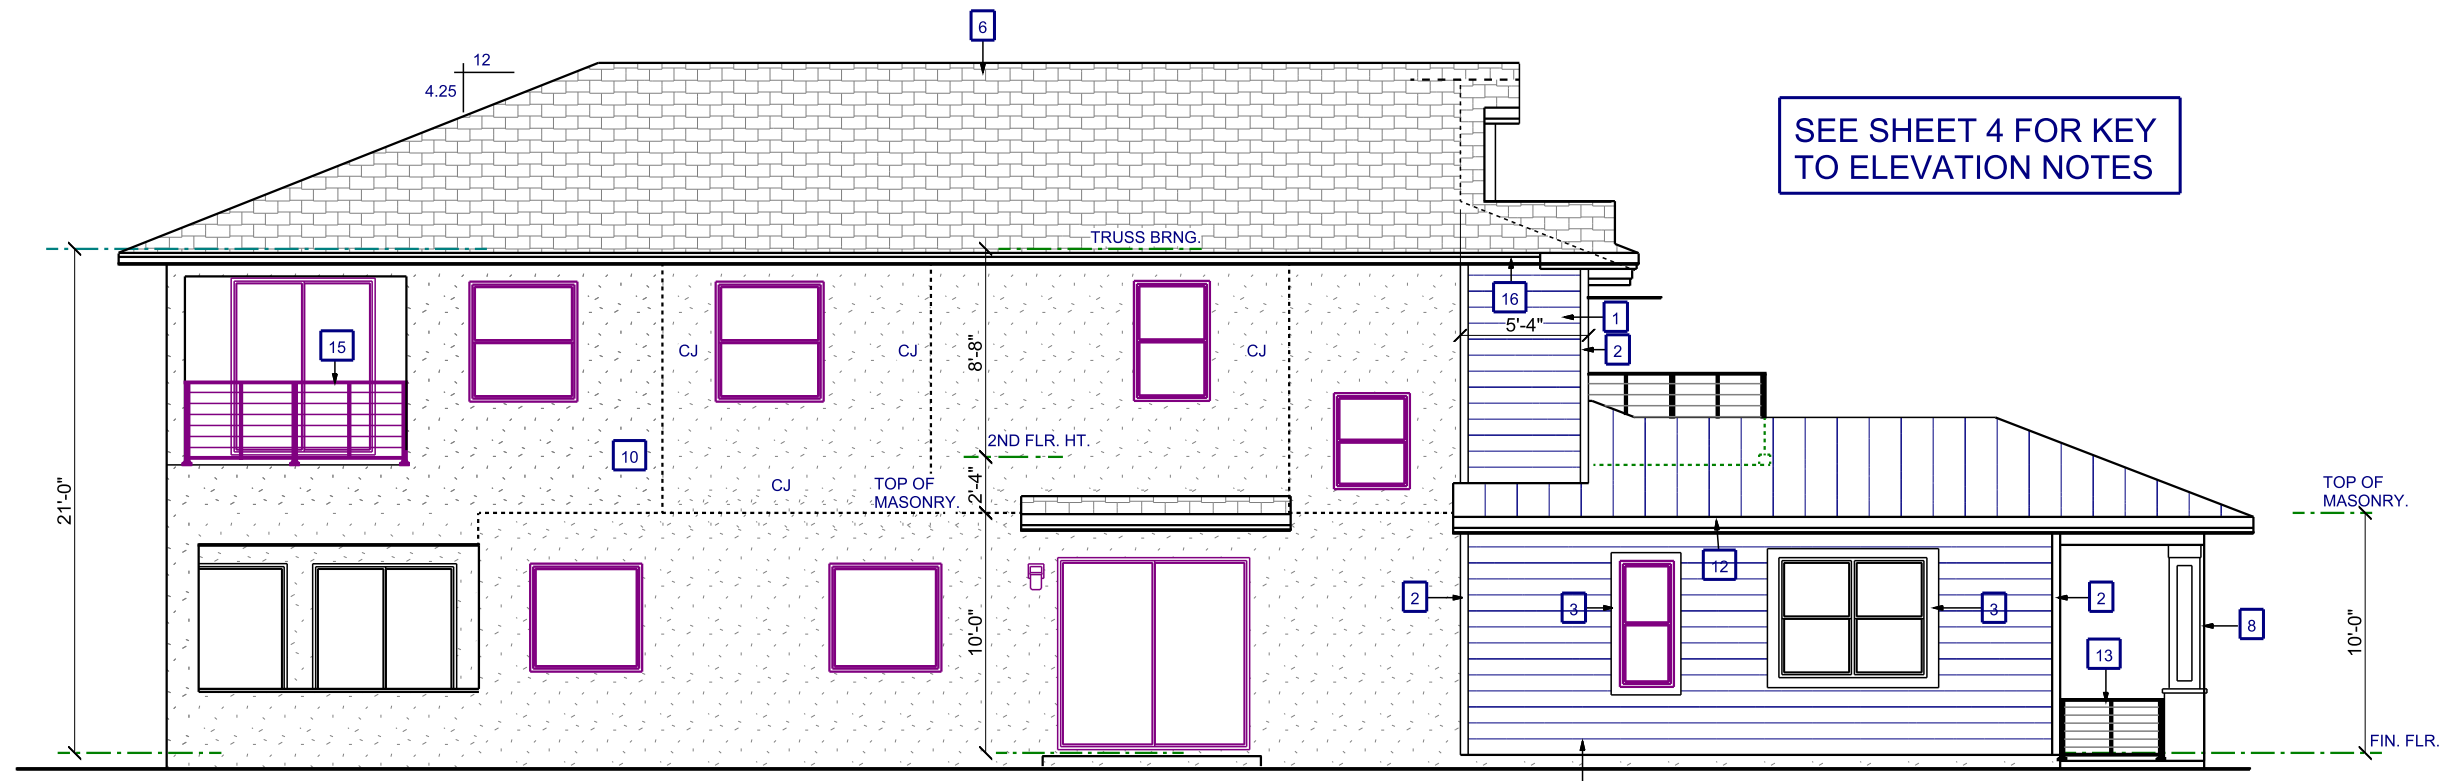 6
12
4.25
SEE SHEET 4 FOR KEY
TO ELEVATION NOTES
TRUSS BRNG.
16
1
5'-4"
2
15
CJ
CJ
CJ
8'-8"
2ND FLR. HT.
10
CJ
TOP OF
MASONRY.
2'-4"
21'-0"
TOP OF
MASONRY.
12
2
3
3
2
8
10'-0"
10'-0"
13
FIN. FLR.